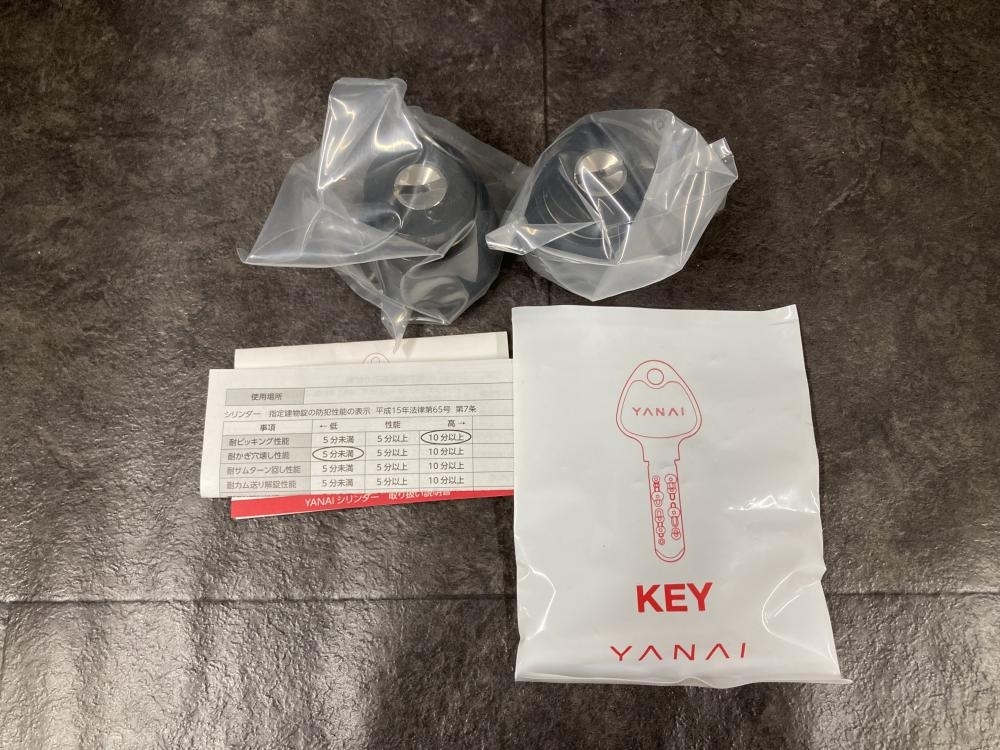 使用場所
シリンダー 指定建物錠の防犯性能の表示 平成15年法律第65号 第7条
事項 ← 低 性能 高 →
耐ピッキング性能 5分未満 5分以上 10分以上
耐かぎ穴壊し性能 5分未満 5分以上 10分以上
耐サムターン回し性能 5分未満 5分以上 10分以上
耐カム送り解錠性能 5分未満 5分以上 10分以上
YANAI シリンダー 取り扱い説明書
YANAI
KEY
YANAI